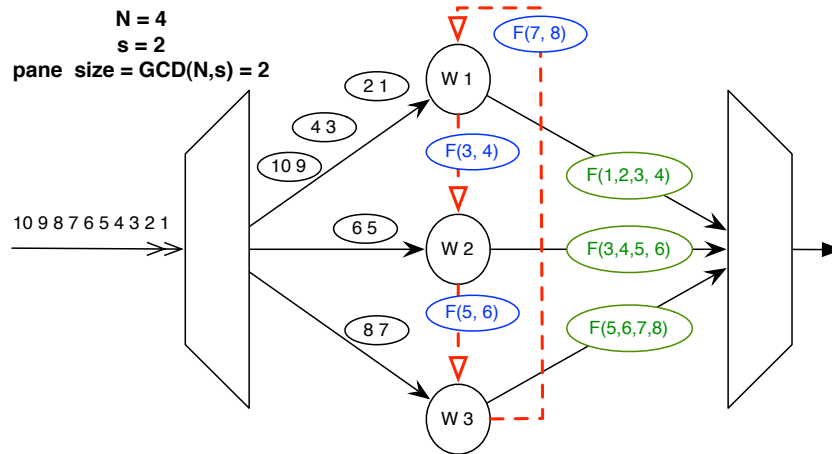 N = 4
s = 2
pane size = GCD(N,s) = 2
F(7, 8)
W 1
2 1
4 3
10 9
F(3, 4)
F(1,2,3, 4)
10 9 8 7 6 5 4 3 2 1
6 5
W 2
F(3,4,5, 6)
F(5, 6)
8 7
F(5,6,7,8)
W 3